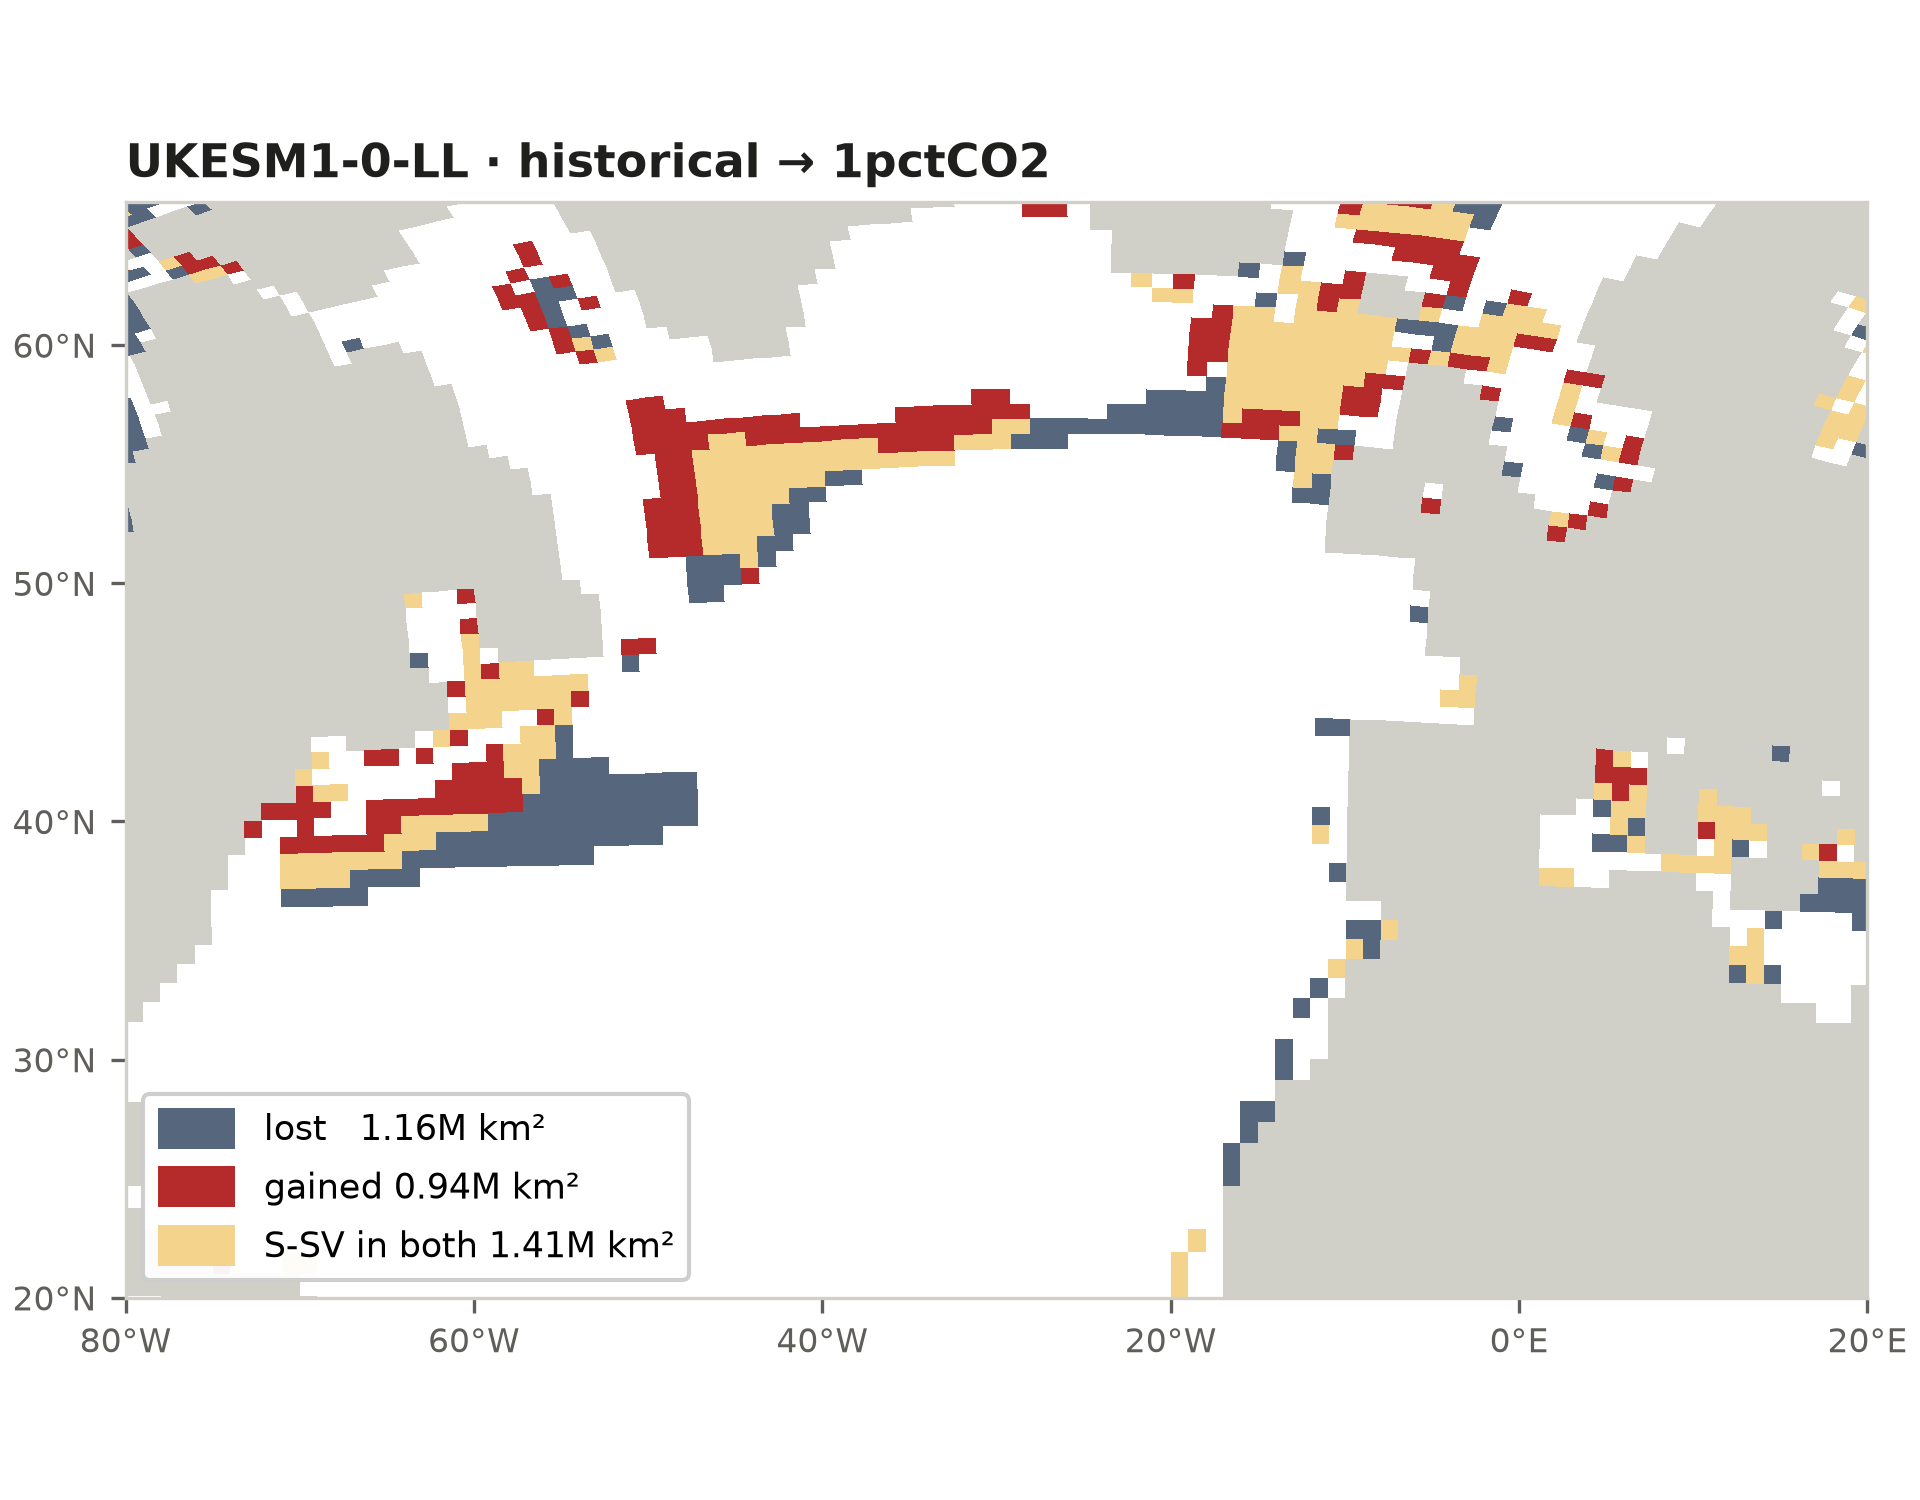 UKESM1-0-LL · historical → 1pctCO2
60°N
50°N
40°N
30°N
20°N
lost 1.16M km²
gained 0.94M km²
S-SV in both 1.41M km²
80°W 60°W 40°W 20°W 0°E 20°E